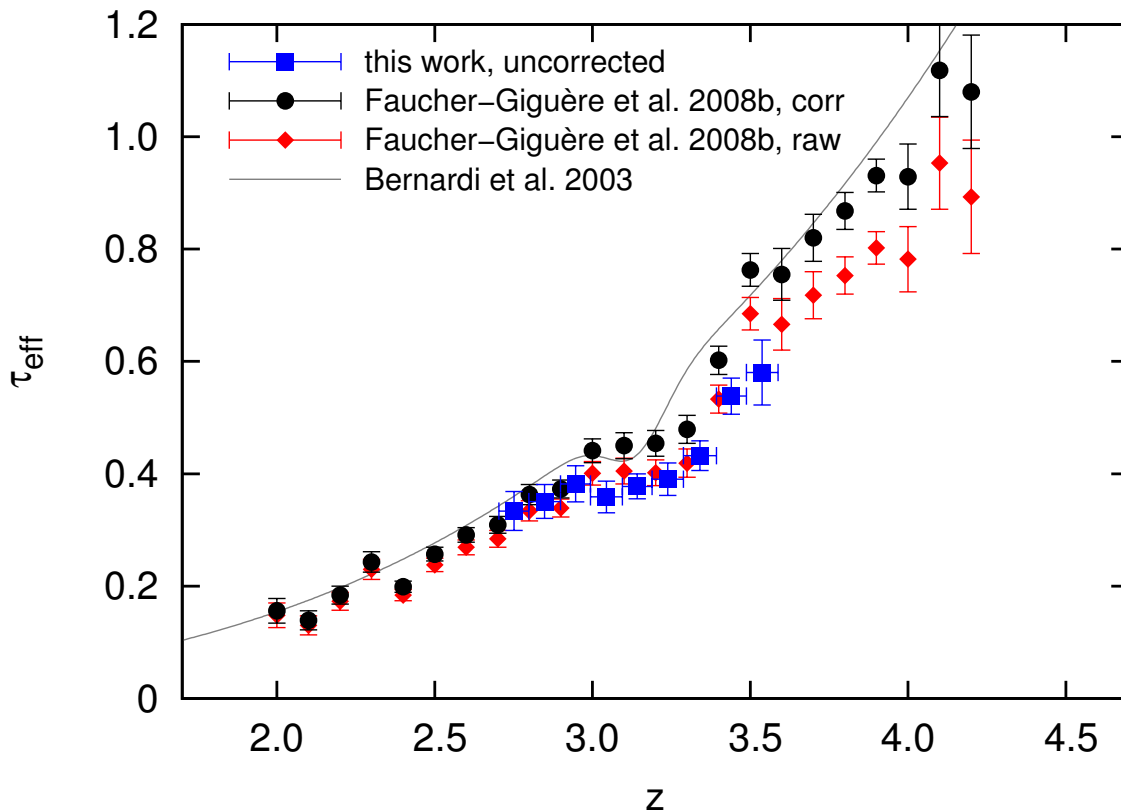 this work, uncorrected
Faucher–Giguère et al. 2008b, corr
Faucher–Giguère et al. 2008b, raw
Bernardi et al. 2003
τeff
1.2
1.0
0.8
0.6
0.4
0.2
0
2.0 2.5 3.0 3.5 4.0 4.5
z